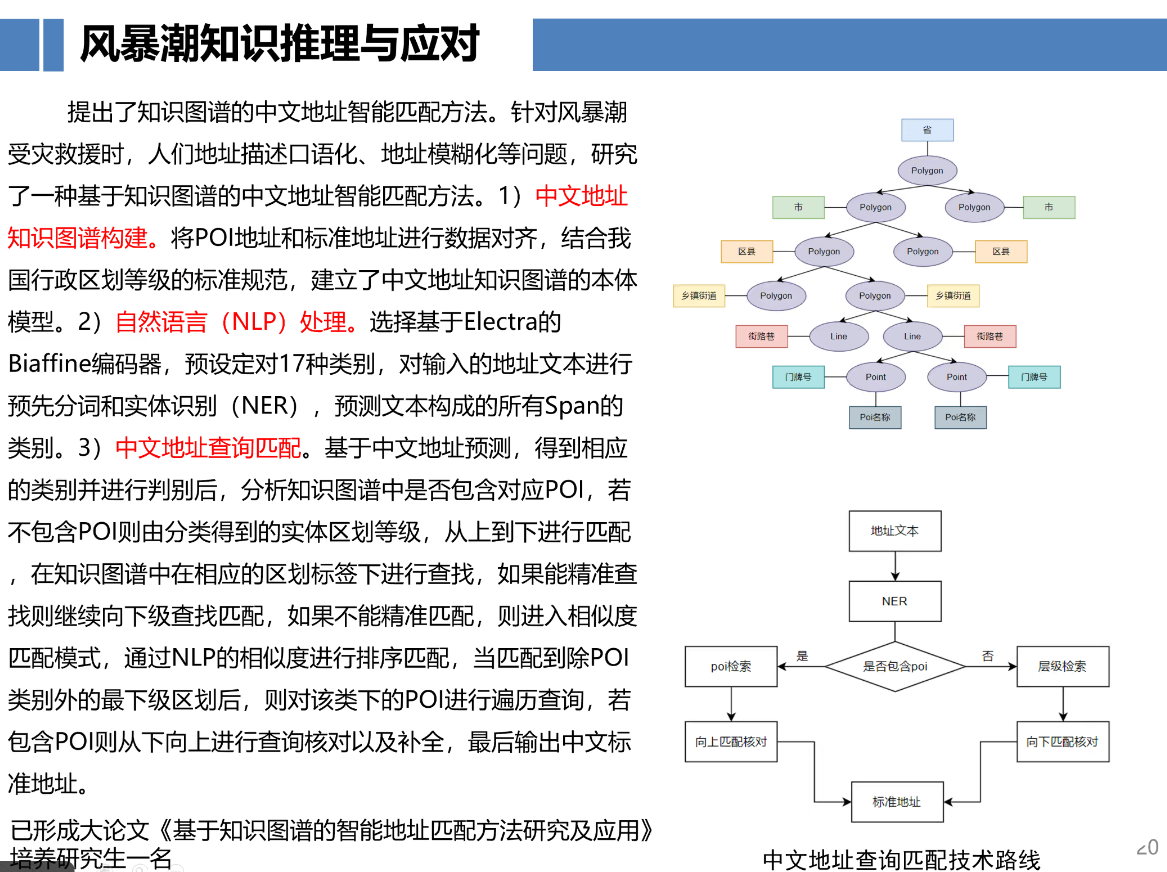 风暴潮知识推理与应对
提出了知识图谱的中文地址智能匹配方法。针对风暴潮
受灾救援时，人们地址描述口语化、地址模糊化等问题，研究
了一种基于知识图谱的中文地址智能匹配方法。1）中文地址
知识图谱构建。将POI地址和标准地址进行数据对齐，结合我
国行政区划等级的标准规范，建立了中文地址知识图谱的本体
模型。2）自然语言（NLP）处理。选择基于Electra的
Biaffine编码器，预设定对17种类别，对输入的地址文本进行
预先分词和实体识别（NER），预测文本构成的所有Span的
类别。3）中文地址查询匹配。基于中文地址预测，得到相应
的类别并进行判别后，分析知识图谱中是否包含对应POI，若
不包含POI则由分类得到的实体区划等级，从上到下进行匹配
，在知识图谱中在相应的区划标签下进行查找，如果能精准查
找则继续向下级查找匹配，如果不能精准匹配，则进入相似度
匹配模式，通过NLP的相似度进行排序匹配，当匹配到除POI
类别外的最下级区划后，则对该类下的POI进行遍历查询，若
包含POI则从下向上进行查询核对以及补全，最后输出中文标
准地址。
已形成大论文《基于知识图谱的智能地址匹配方法研究及应用》
培养研究生一名
省
Polygon
市 Polygon Polygon 市
区县 Polygon Polygon 区县
乡镇街道 Polygon Polygon 乡镇街道
街路巷 Line Line 街路巷
门牌号 Point Point 门牌号
Poi名称 Poi名称
地址文本
NER
poi检索 是 是否包含poi 否 层级检索
向上匹配核对 向下匹配核对
标准地址
中文地址查询匹配技术路线
20